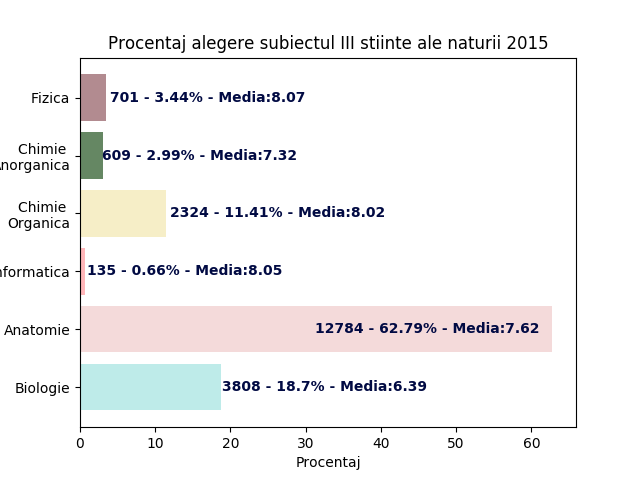 Procentaj alegere subiectul III stiinte ale naturii 2015
Fizica
701 - 3.44% - Media:8.07
Chimie
norganica
609 - 2.99% - Media:7.32
Chimie
Organica
2324 - 11.41% - Media:8.02
nformatica
135 - 0.66% - Media:8.05
Anatomie
12784 - 62.79% - Media:7.62
Biologie
3808 - 18.7% - Media:6.39
0 10 20 30 40 50 60
Procentaj